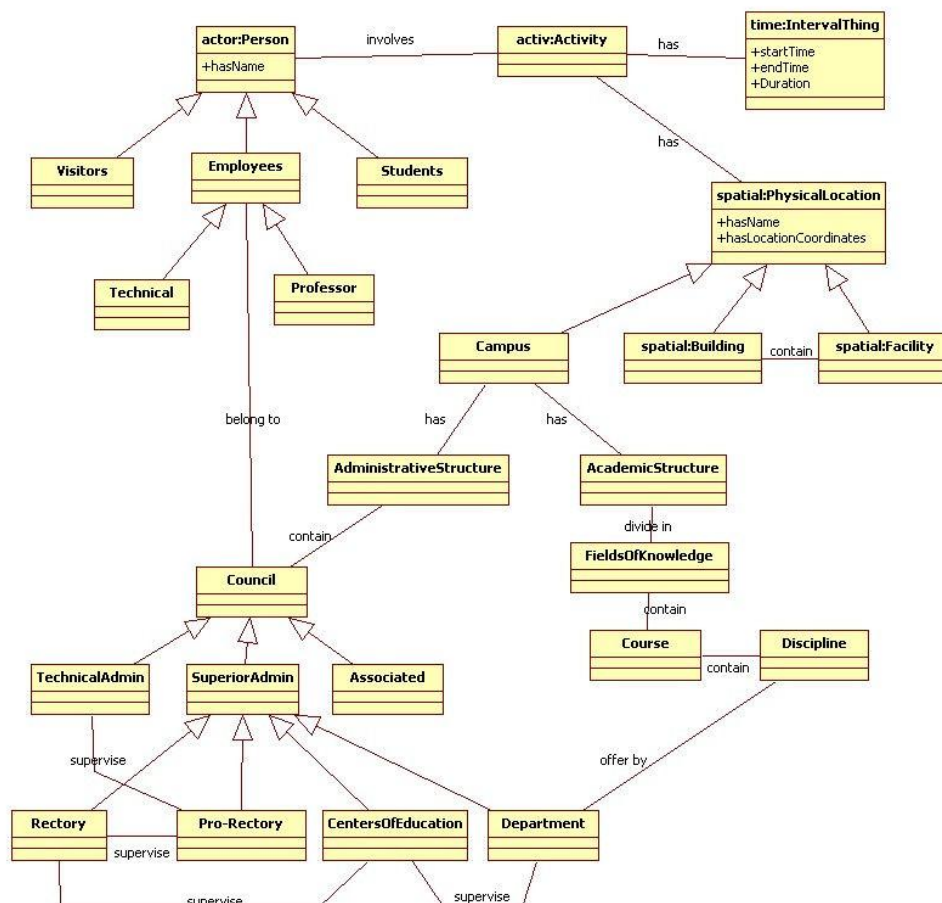 actor:Person
+hasName
involves
activ:Activity
has
time:IntervalThing
+startTime
+endTime
+Duration
has
Visitors
Employees
Students
spatial:PhysicalLocation
+hasName
+hasLocationCoordinates
Technical
Professor
Campus
spatial:Building
contain
spatial:Facility
belong to
has
has
AdministrativeStructure
AcademicStructure
contain
divide in
FieldsOfKnowledge
Council
contain
Course
contain
Discipline
TechnicalAdmin
SuperiorAdmin
Associated
supervise
offer by
Rectory
Pro-Rectory
CentersOfEducation
Department
supervise
supervise
supervise